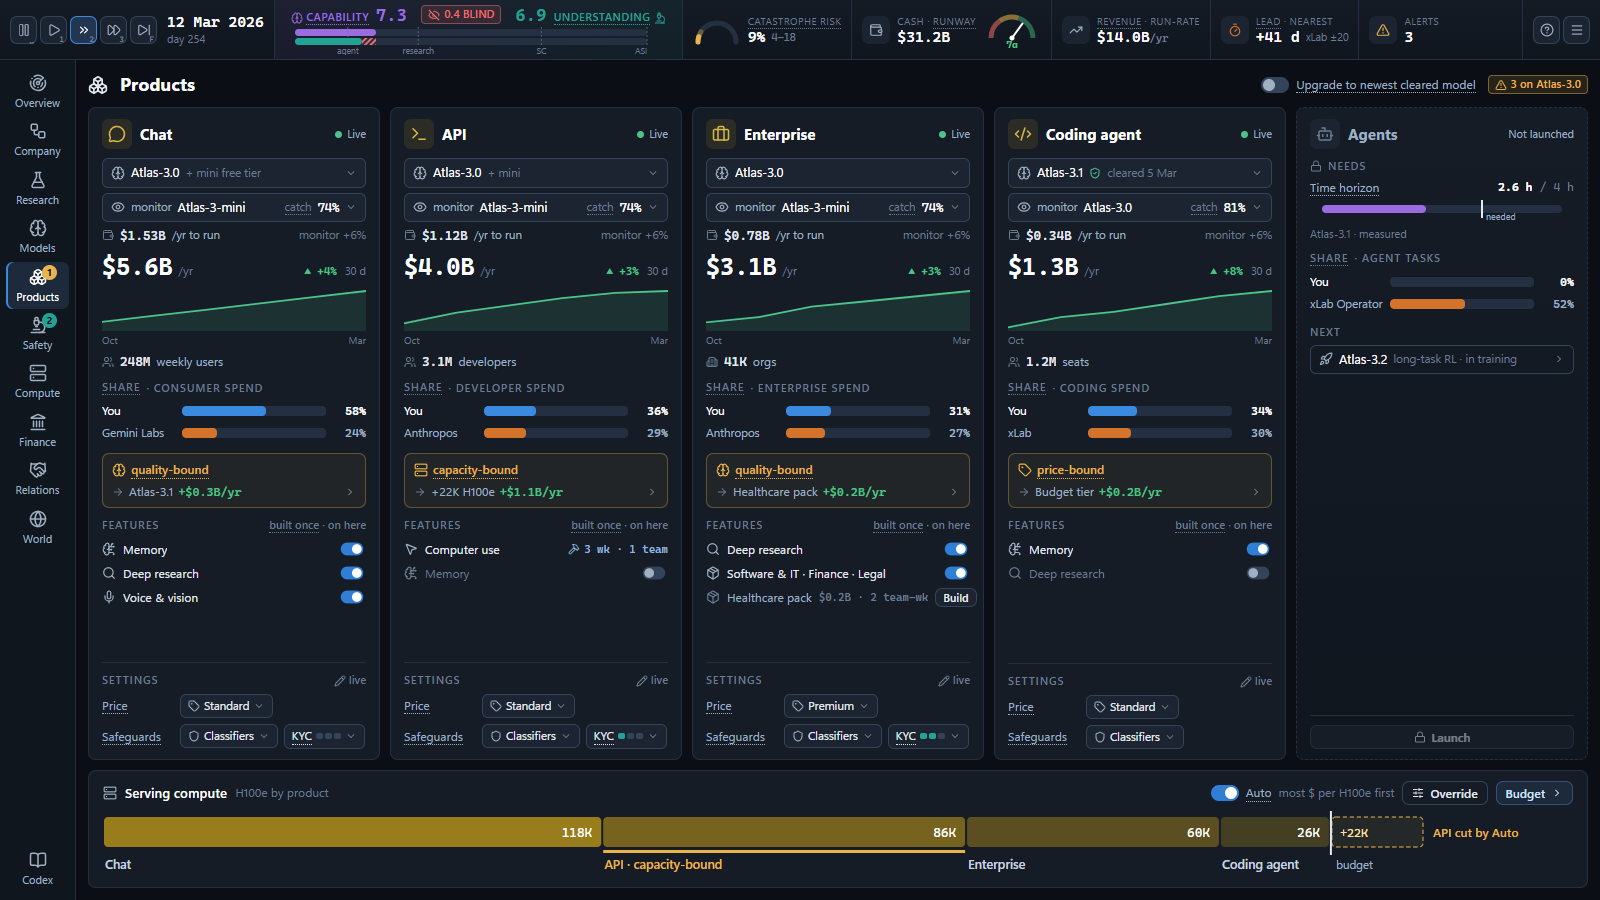 12 Mar 2026
day 254
CAPABILITY 7.3
0.4 BLIND
6.9 UNDERSTANDING
agent research SC ASI
CATASTROPHE RISK
9% 4–18
CASH · RUNWAY
$31.2B
7a
REVENUE · RUN-RATE
$14.0B/yr
LEAD · NEAREST
+41 d xLab ±20
ALERTS
3
Overview
Company
Research
Models
1
Products
2
Safety
Compute
Finance
Relations
World
Codex
Products
Upgrade to newest cleared model
3 on Atlas-3.0
Chat
Live
Atlas-3.0 + mini free tier
monitor Atlas-3-mini catch 74%
$1.53B /yr to run monitor +6%
$5.6B /yr +4% 30 d
Oct Mar
248M weekly users
SHARE · CONSUMER SPEND
You 58%
Gemini Labs 24%
quality-bound
→ Atlas-3.1 +$0.3B/yr
FEATURES built once · on here
Memory
Deep research
Voice & vision
SETTINGS live
Price Standard
Safeguards Classifiers KYC
API
Live
Atlas-3.0 + mini
monitor Atlas-3-mini catch 74%
$1.12B /yr to run monitor +6%
$4.0B /yr +3% 30 d
Oct Mar
3.1M developers
SHARE · DEVELOPER SPEND
You 36%
Anthropos 29%
capacity-bound
→ +22K H100e +$1.1B/yr
FEATURES built once · on here
Computer use 3 wk · 1 team
Memory
SETTINGS live
Price Standard
Safeguards Classifiers KYC
Enterprise
Live
Atlas-3.0
monitor Atlas-3-mini catch 74%
$0.78B /yr to run monitor +6%
$3.1B /yr +3% 30 d
Oct Mar
41K orgs
SHARE · ENTERPRISE SPEND
You 31%
Anthropos 27%
quality-bound
→ Healthcare pack +$0.2B/yr
FEATURES built once · on here
Deep research
Software & IT · Finance · Legal
Healthcare pack $0.2B · 2 team-wk Build
SETTINGS live
Price Premium
Safeguards Classifiers KYC
Coding agent
Live
Atlas-3.1 cleared 5 Mar
monitor Atlas-3.0 catch 81%
$0.34B /yr to run monitor +6%
$1.3B /yr +8% 30 d
Oct Mar
1.2M seats
SHARE · CODING SPEND
You 34%
xLab 30%
price-bound
→ Budget tier +$0.2B/yr
FEATURES built once · on here
Memory
Deep research
SETTINGS live
Price Standard
Safeguards Classifiers
Agents
Not launched
NEEDS
Time horizon 2.6 h / 4 h
needed
Atlas-3.1 · measured
SHARE · AGENT TASKS
You 0%
xLab Operator 52%
NEXT
Atlas-3.2 long-task RL · in training
Launch
Serving compute H100e by product
Auto most $ per H100e first Override Budget
118K 86K 60K 26K +22K API cut by Auto
Chat API · capacity-bound Enterprise Coding agent budget